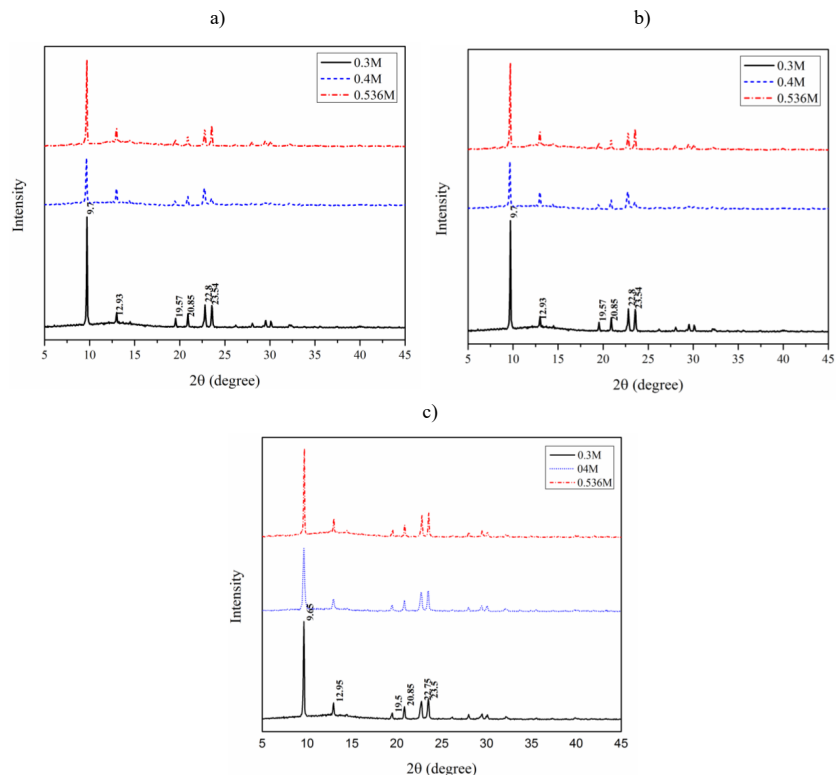 a)
0.3M
0.4M
0.536M
Intensity
9.7
12.93
19.57
20.85
22.8
23.54
5 10 15 20 25 30 35 40 45
2θ (degree)
b)
0.3M
0.4M
0.536M
Intensity
9.7
12.93
19.57
20.85
22.8
23.54
5 10 15 20 25 30 35 40 45
2θ (degree)
c)
0.3M
04M
0.536M
Intensity
9.65
12.95
19.5
20.85
22.75
23.5
5 10 15 20 25 30 35 40 45
2θ (degree)